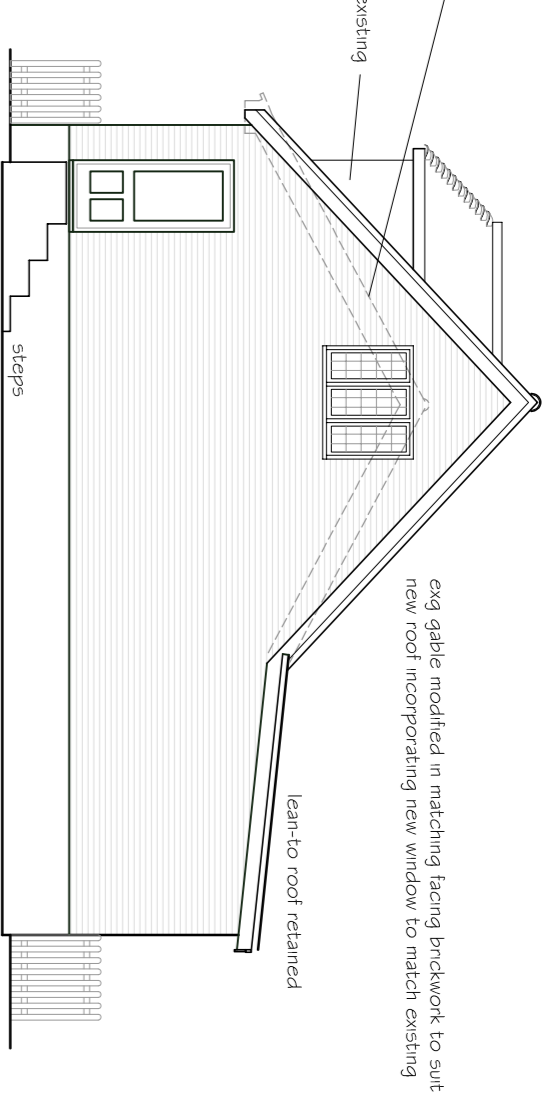 existing
steps
exg gable modified in matching facing brickwork to suit
new roof incorporating new window to match existing
lean-to roof retained